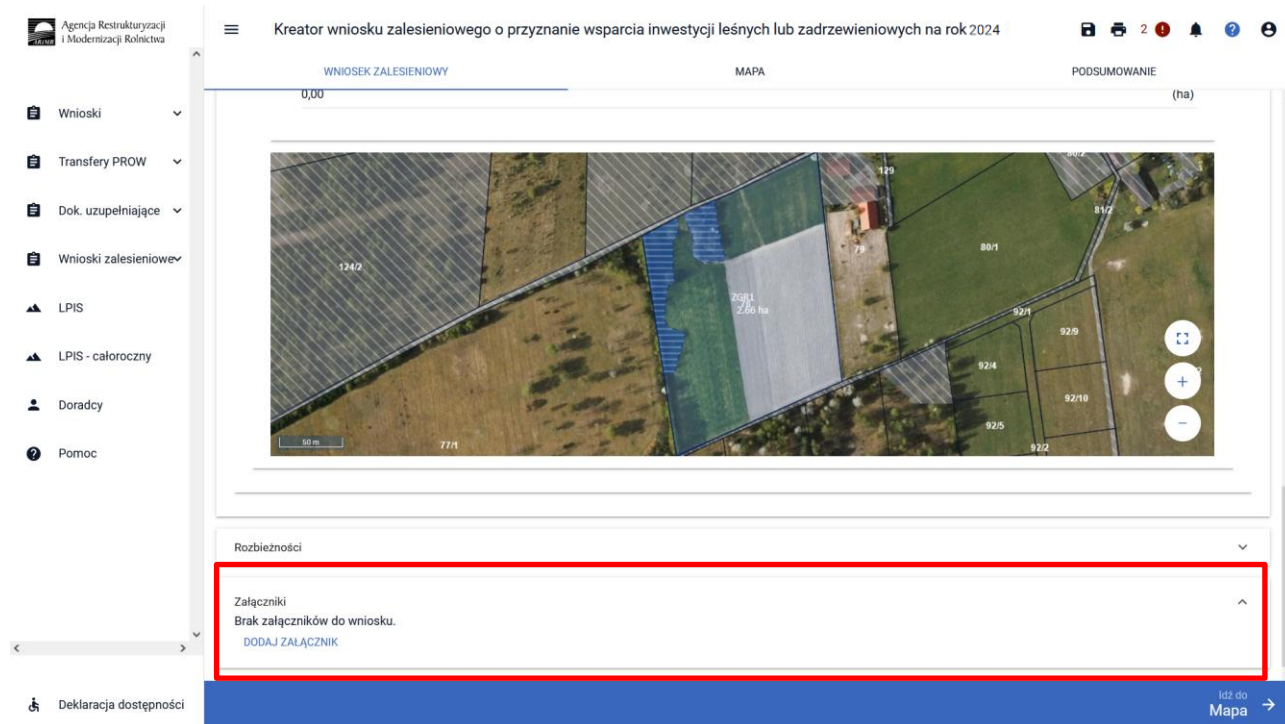 Agencja Restrukturyzacji
i Modernizacji Rolnictwa
ARiMR
Kreator wniosku zalesieniowego o przyznanie wsparcia inwestycji leśnych lub zadrzewieniowych na rok 2024
2
WNIOSEK ZALESIENIOWY
MAPA
PODSUMOWANIE
Wnioski
Transfery PROW
Dok. uzupełniające
Wnioski zalesieniowe
LPIS
LPIS - całoroczny
Doradcy
Pomoc
Deklaracja dostępności
0,00
(ha)
80/2
129
81/2
124/2
79
80/1
2.66 ha
92/1
92/9
92/4
92/10
92/5
92/2
77/1
50 m
Rozbieżności
Załączniki
Brak załączników do wniosku.
DODAJ ZAŁĄCZNIK
Idź do
Mapa